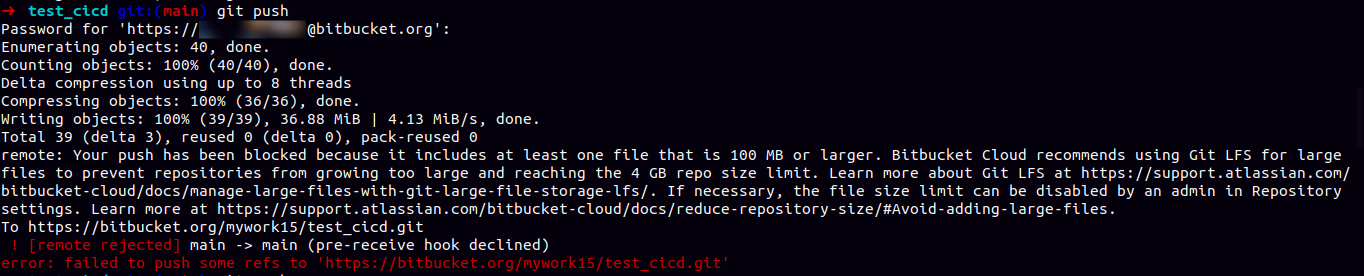 ➜ test_cicd git:(main) git push
Password for 'https://@bitbucket.org':
Enumerating objects: 40, done.
Counting objects: 100% (40/40), done.
Delta compression using up to 8 threads
Compressing objects: 100% (36/36), done.
Writing objects: 100% (39/39), 36.88 MiB | 4.13 MiB/s, done.
Total 39 (delta 3), reused 0 (delta 0), pack-reused 0
remote: Your push has been blocked because it includes at least one file that is 100 MB or larger. Bitbucket Cloud recommends using Git LFS for large
files to prevent repositories from growing too large and reaching the 4 GB repo size limit. Learn more about Git LFS at https://support.atlassian.com/
bitbucket-cloud/docs/manage-large-files-with-git-large-file-storage-lfs/. If necessary, the file size limit can be disabled by an admin in Repository
settings. Learn more at https://support.atlassian.com/bitbucket-cloud/docs/reduce-repository-size/#Avoid-adding-large-files.
To https://bitbucket.org/mywork15/test_cicd.git
! [remote rejected] main -> main (pre-receive hook declined)
error: failed to push some refs to 'https://bitbucket.org/mywork15/test_cicd.git'